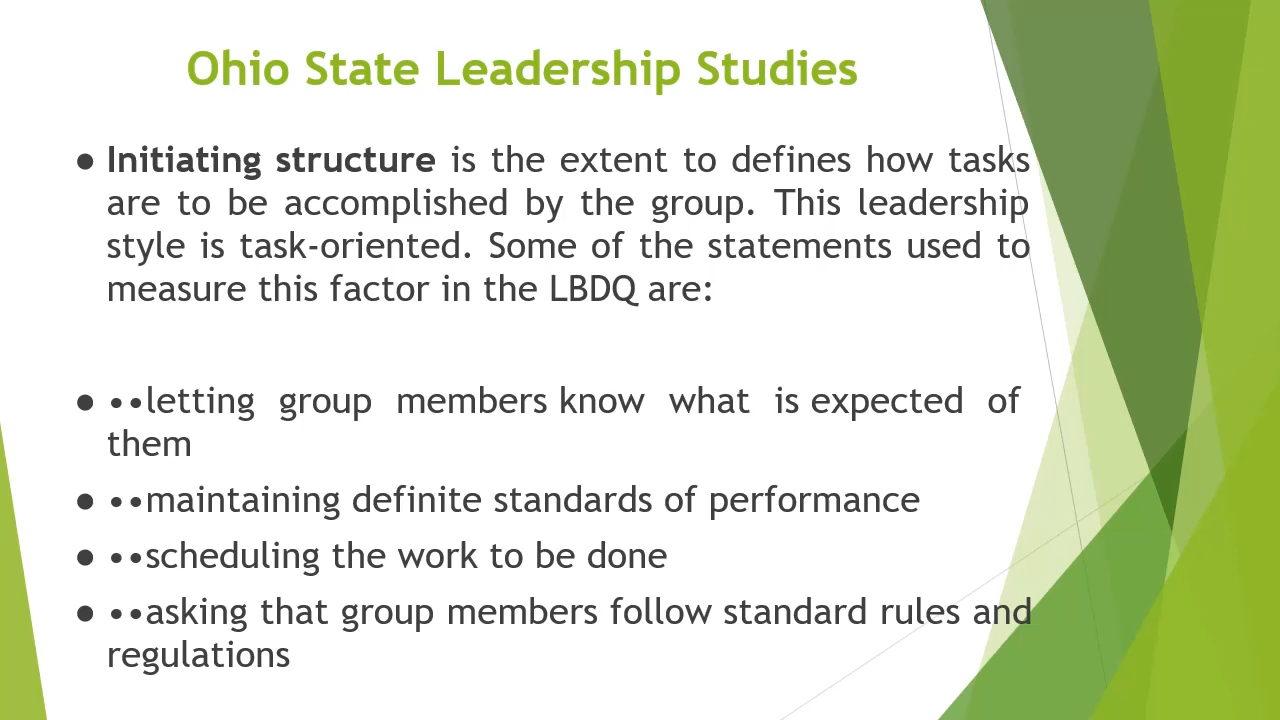 Ohio State Leadership Studies
● Initiating structure is the extent to defines how tasks
are to be accomplished by the group. This leadership
style is task-oriented. Some of the statements used to
measure this factor in the LBDQ are:
● ••letting group members know what is expected of
them
● ••maintaining definite standards of performance
● ••scheduling the work to be done
● ••asking that group members follow standard rules and
regulations